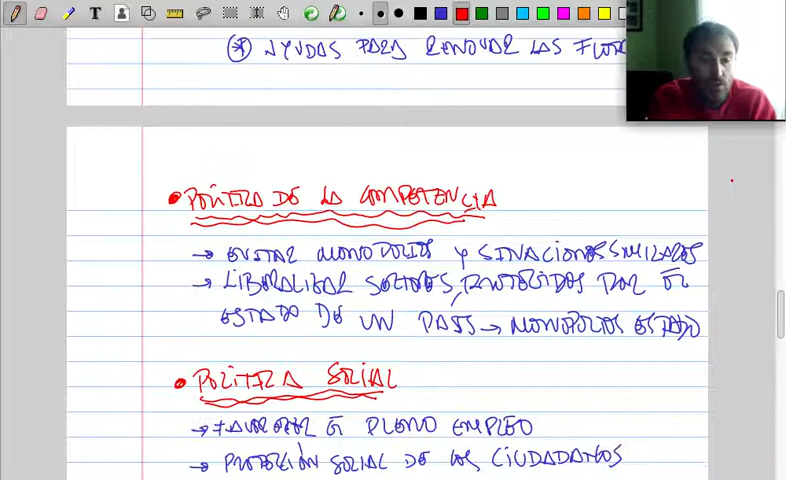 * AYUDAS PARA RENOVAR LAS
• POLÍTICA DE LA COMPETENCIA
→ EVITAR MONOPOLIOS Y SITUACIONES SIMILARES
→ LIBERALIZAR SECTORES PROTEGIDOS POR EL
ESTADO DE UN PAÍS → MONOPOLIOS ESTADO
• POLÍTICA SOCIAL
→ FAVORECER EL PLENO EMPLEO
→ PROTECCIÓN SOCIAL DE LOS CIUDADANOS